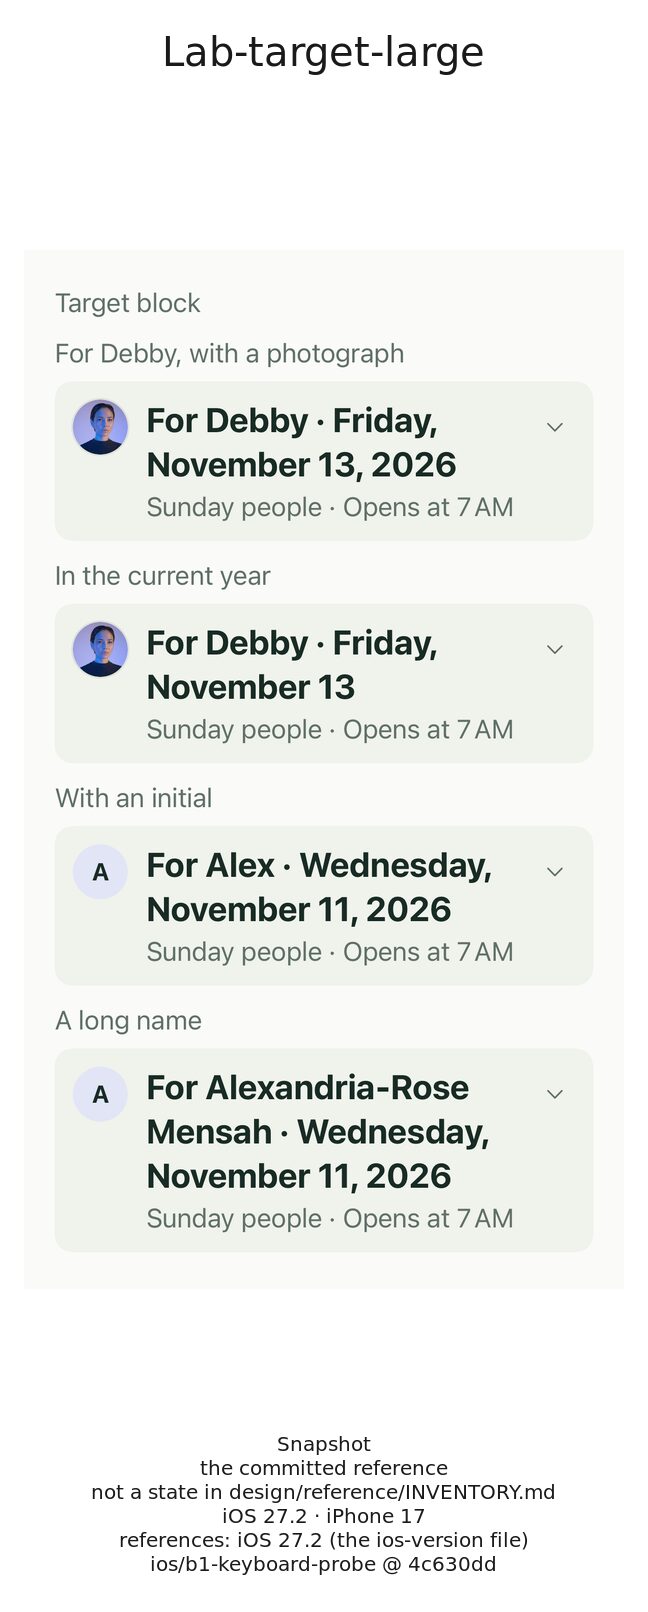 Lab-target-large
Target block
For Debby, with a photograph
For Debby · Friday,
November 13, 2026
Sunday people · Opens at 7 AM
In the current year
For Debby · Friday,
November 13
Sunday people · Opens at 7 AM
With an initial
A
For Alex · Wednesday,
November 11, 2026
Sunday people · Opens at 7 AM
A long name
A
For Alexandria-Rose
Mensah · Wednesday,
November 11, 2026
Sunday people · Opens at 7 AM
Snapshot
the committed reference
not a state in design/reference/INVENTORY.md
iOS 27.2 · iPhone 17
references: iOS 27.2 (the ios-version file)
ios/b1-keyboard-probe @ 4c630dd